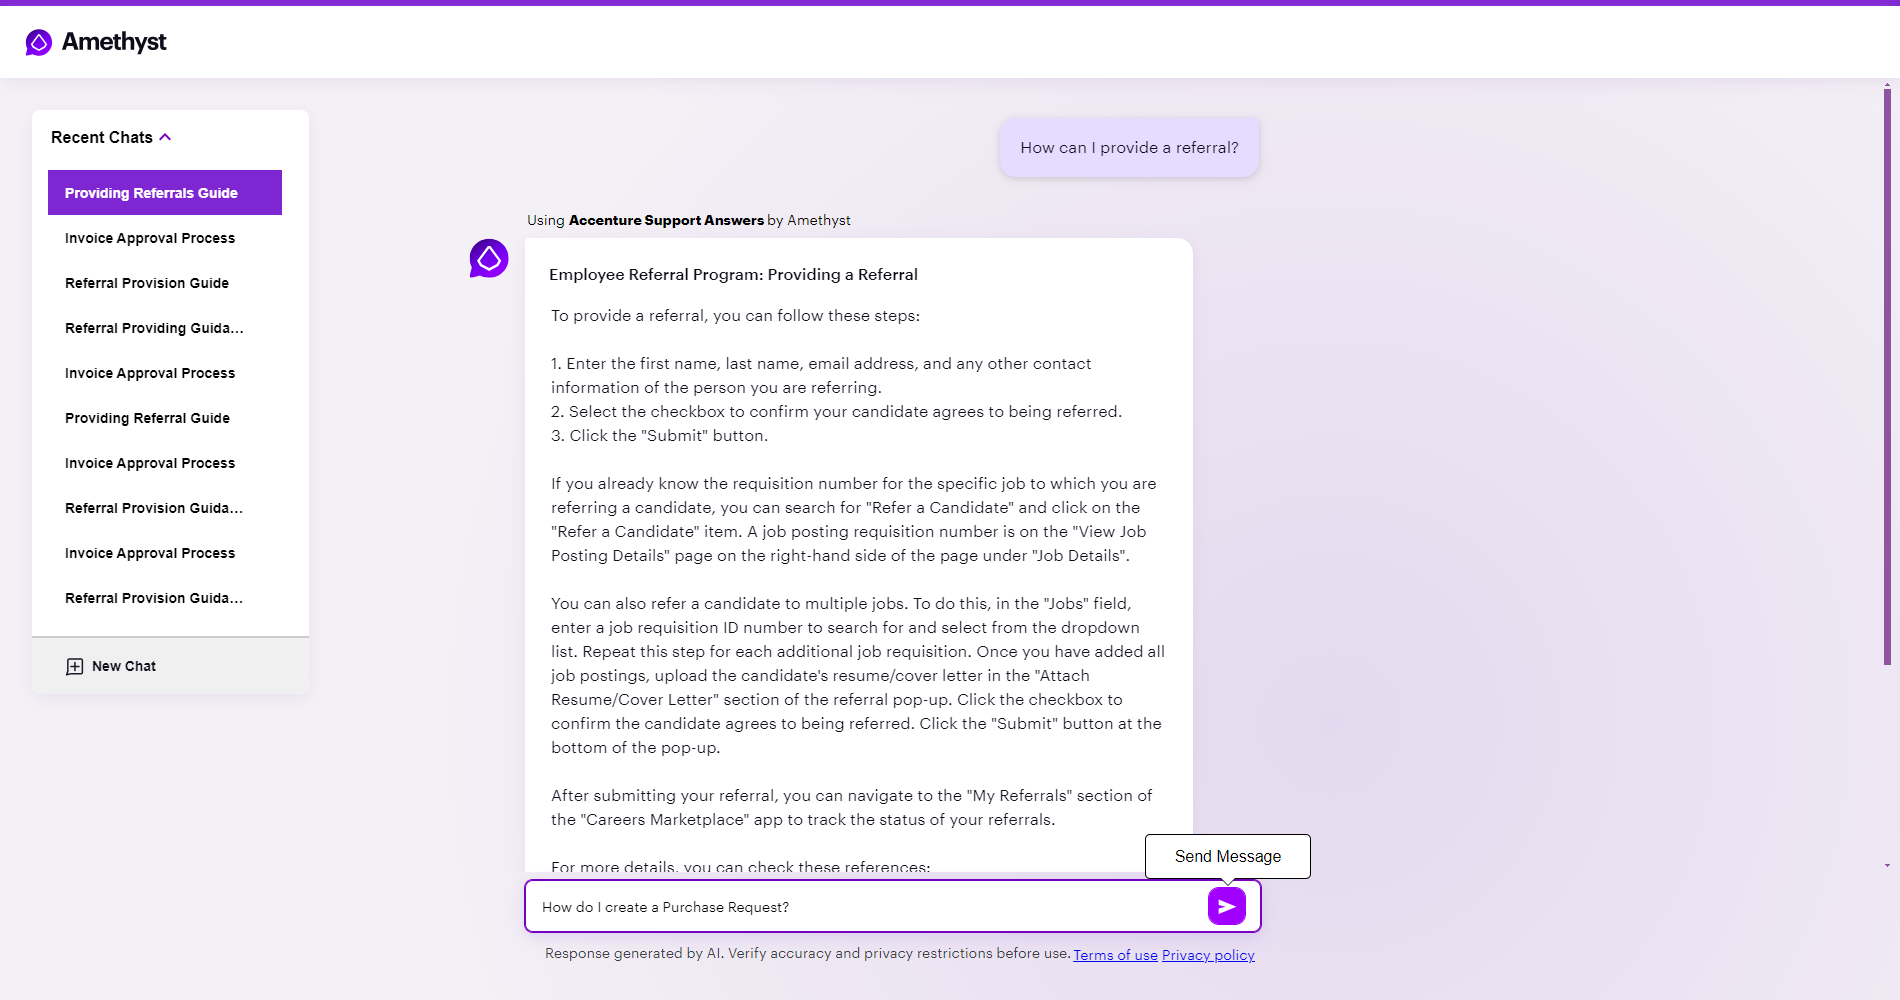 Amethyst
Recent Chats
Providing Referrals Guide
Invoice Approval Process
Referral Provision Guide
Referral Providing Guida...
Invoice Approval Process
Providing Referral Guide
Invoice Approval Process
Referral Provision Guida...
Invoice Approval Process
Referral Provision Guida...
New Chat
How can I provide a referral?
Using Accenture Support Answers by Amethyst
Employee Referral Program: Providing a Referral
To provide a referral, you can follow these steps:
1. Enter the first name, last name, email address, and any other contact
information of the person you are referring.
2. Select the checkbox to confirm your candidate agrees to being referred.
3. Click the "Submit" button.
If you already know the requisition number for the specific job to which you are
referring a candidate, you can search for "Refer a Candidate" and click on the
"Refer a Candidate" item. A job posting requisition number is on the "View Job
Posting Details" page on the right-hand side of the page under "Job Details".
You can also refer a candidate to multiple jobs. To do this, in the "Jobs" field,
enter a job requisition ID number to search for and select from the dropdown
list. Repeat this step for each additional job requisition. Once you have added all
job postings, upload the candidate's resume/cover letter in the "Attach
Resume/Cover Letter" section of the referral pop-up. Click the checkbox to
confirm the candidate agrees to being referred. Click the "Submit" button at the
bottom of the pop-up.
After submitting your referral, you can navigate to the "My Referrals" section of
the "Careers Marketplace" app to track the status of your referrals.
For more details, you can check these references:
Send Message
How do I create a Purchase Request?
Response generated by AI. Verify accuracy and privacy restrictions before use. Terms of use Privacy policy